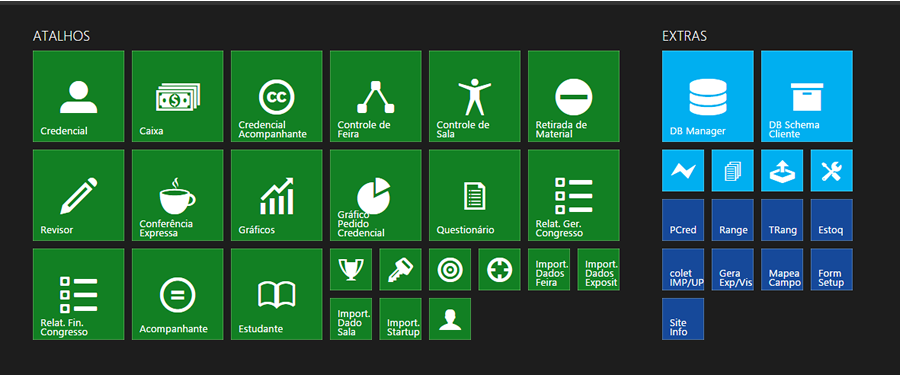 ATALHOS
EXTRAS
Credencial
Caixa
CC
Credencial
Acompanhante
Controle de
Feira
Controle de
Sala
Retirada de
Material
DB Manager
DB Schema
Cliente
Revisor
Conferência
Expressa
Gráficos
Gráfico
Pedido
Credencial
Questionário
Relat. Ger.
Congresso
PCred
Range
TRang
Estoq
Relat. Fin.
Congresso
Acompanhante
Estudante
Import.
Dados
Feira
Import.
Dados
Exposit
colet
IMP/UP
Gera
Exp/Vis
Mapea
Campo
Form
Setup
Import.
Dado
Sala
Import.
Startup
Site
Info